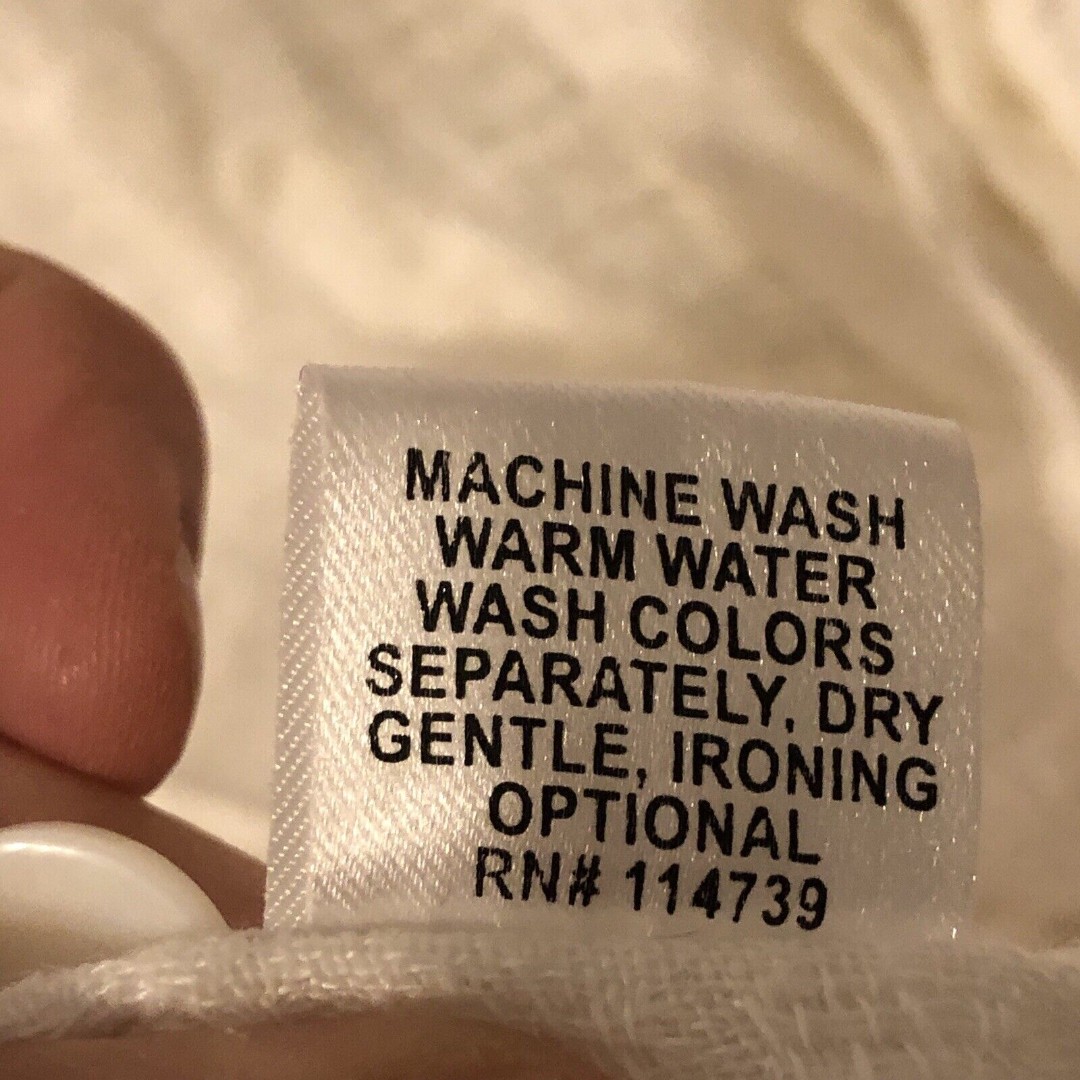 MACHINE WASH
WARM WATER
WASH COLORS
SEPARATELY, DRY
GENTLE, IRONING
OPTIONAL
RN# 114739